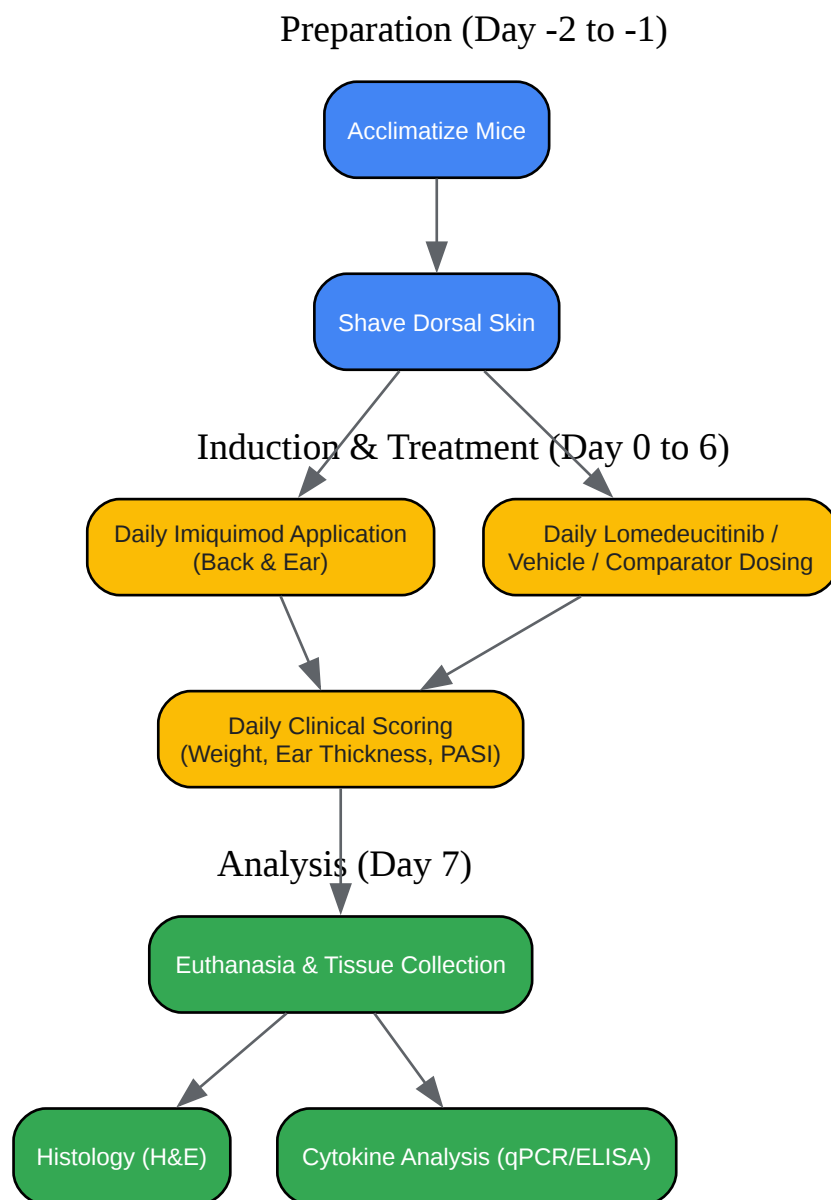 Preparation (Day -2 to -1)
Acclimatize Mice
Shave Dorsal Skin
Induction & Treatment (Day 0 to 6)
Daily Imiquimod Application
(Back & Ear)
Daily Lomedeucitinib /
Vehicle / Comparator Dosing
Daily Clinical Scoring
(Weight, Ear Thickness, PASI)
Analysis (Day 7)
Euthanasia & Tissue Collection
Histology (H&E)
Cytokine Analysis (qPCR/ELISA)